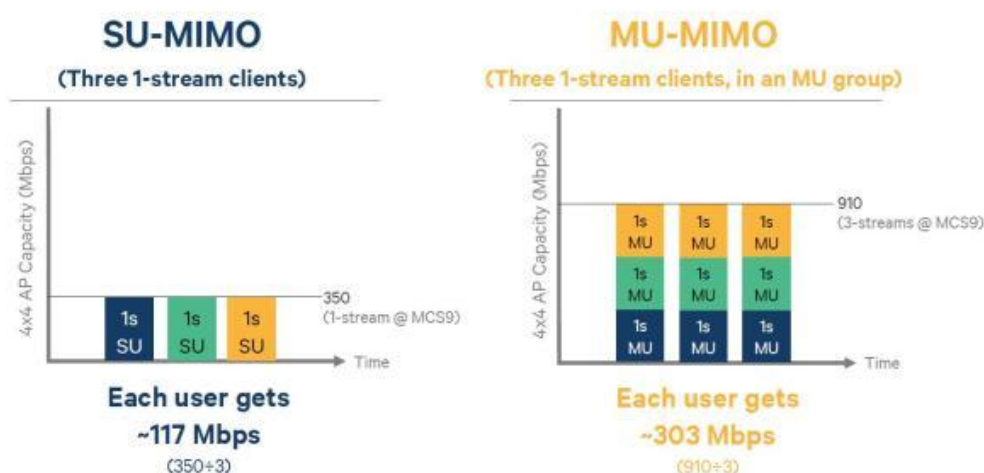 SU-MIMO
(Three 1-stream clients)
4x4 AP Capacity (Mbps)
350
(1-stream @ MCS9)
1s
SU
1s
SU
1s
SU
Time
Each user gets
~117 Mbps
(350÷3)
MU-MIMO
(Three 1-stream clients, in an MU group)
4x4 AP Capacity (Mbps)
910
(3-streams @ MCS9)
1s
MU
1s
MU
1s
MU
1s
MU
1s
MU
1s
MU
1s
MU
1s
MU
1s
MU
Time
Each user gets
~303 Mbps
(910÷3)